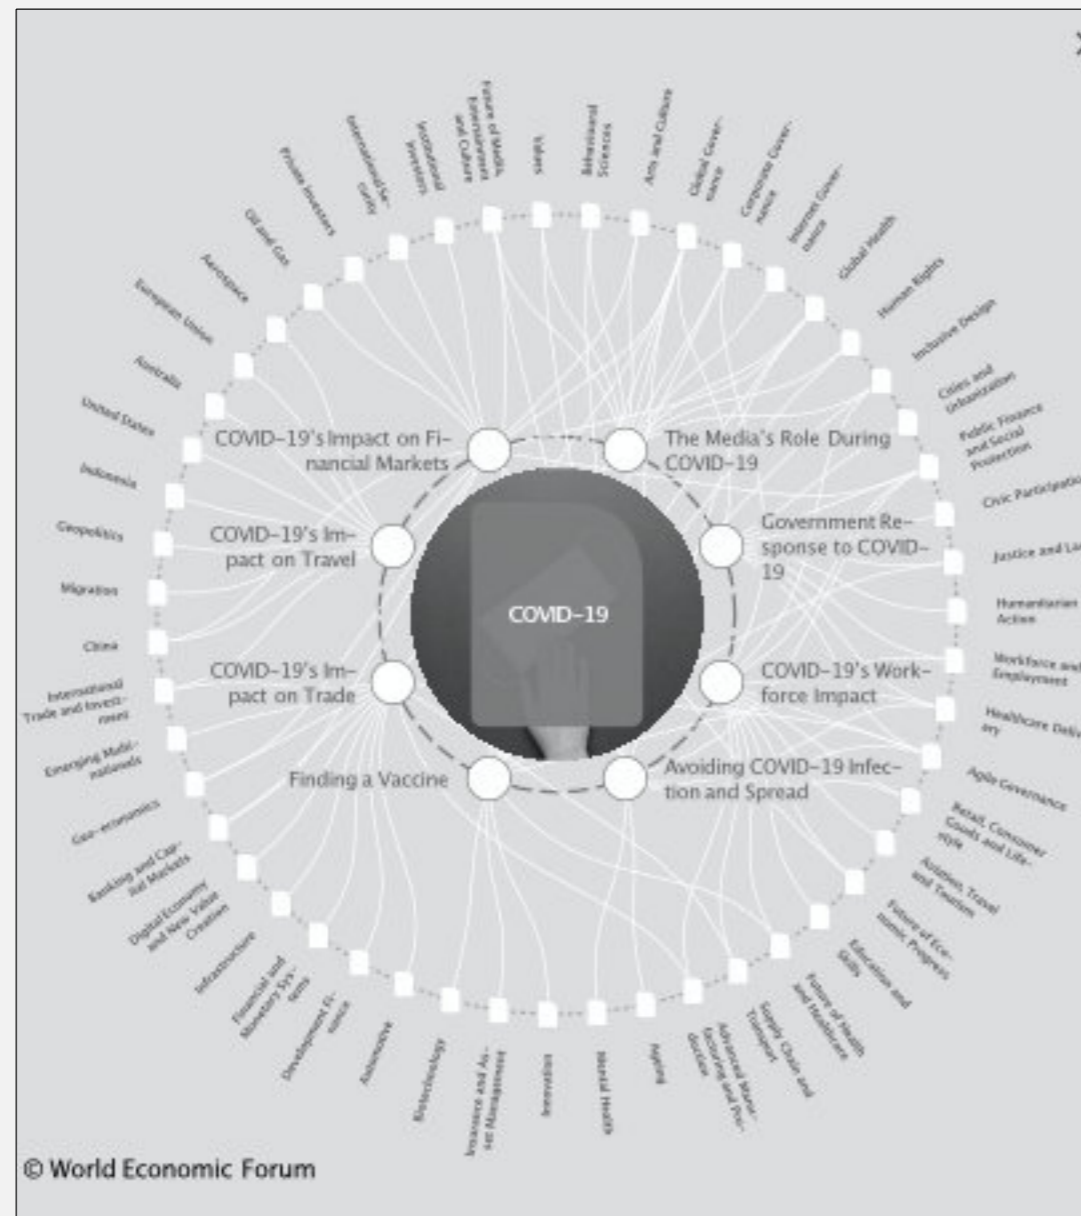 Future of Media,
Entertainment
and Culture
Values
Behavioural
Sciences
Arts and Culture
Global Gover-
nance
Corporate Gover-
nance
Internet Gover-
nance
Global Health
Human Rights
Inclusive Design
Cities and
Urbanization
Public Finance
and Social
Protection
Civic Participatio
Justice and La
Humanitarian
Action
Workforce and
Employment
Healthcare Deliv
ery
Agile Governance
Retail, Consumer
Goods and Life-
style
Aviation, Travel
and Tourism
Future of Eco-
nomic Progress
Education and
Skills
Future of Health
and Healthcare
Supply Chain and
Transport
Advanced Manu-
facturing and Pro-
duction
Ageing
Mental Health
Innovation
Insurance and As-
set Management
Biotechnology
Automotive
Development Fi-
nance
Financial and
Monetary Sys-
tems
Infrastructure
Digital Economy
and New Value
Creation
Banking and Cap-
ital Markets
Geo-economics
Emerging Multi-
nationals
International
Trade and Invest-
ment
China
Migration
Geopolitics
Indonesia
United States
Australia
European Union
Aerospace
Oil and Gas
Private Investors
International Se-
curity
Institutional
Investors
COVID-19's Impact on Fi-
nancial Markets
The Media's Role During
COVID-19
COVID-19's Im-
pact on Travel
Government Re-
sponse to COVID-
19
COVID-19
COVID-19's Im-
pact on Trade
COVID-19's Work-
force Impact
Finding a Vaccine
Avoiding COVID-19 Infec-
tion and Spread
© World Economic Forum